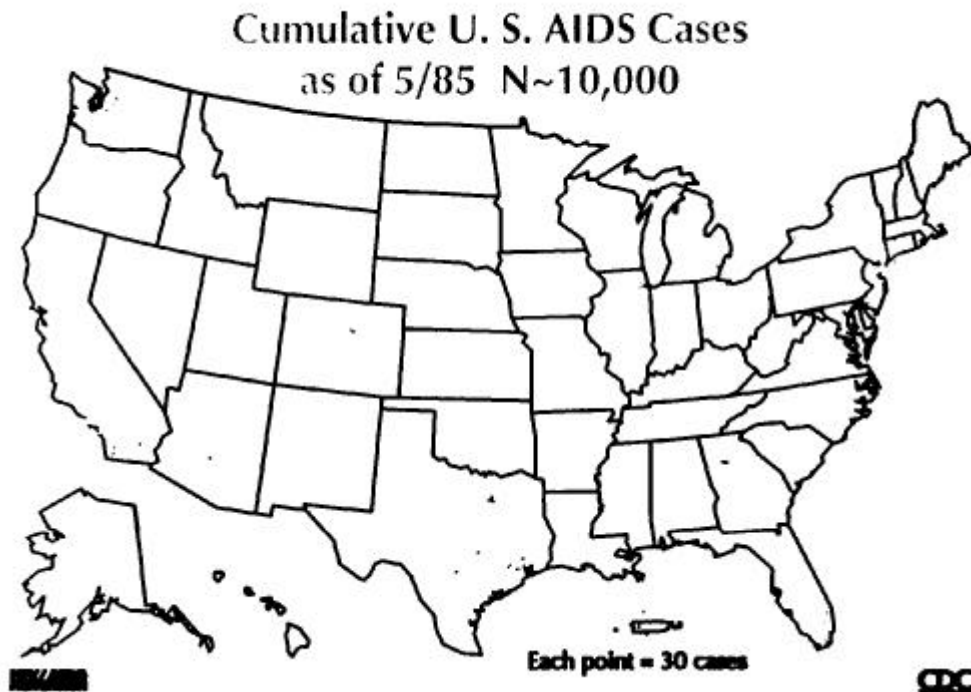 Cumulative U. S. AIDS Cases
as of 5/85 N~10,000
Each point = 30 cases
CDC